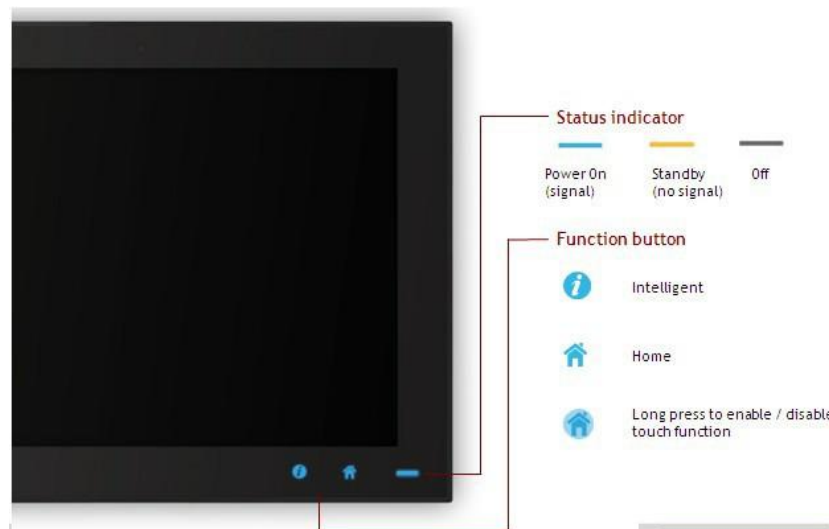 Status indicator
Power On
(signal)
Standby
(no signal)
Off
Function button
Intelligent
Home
Long press to enable / disable
touch function